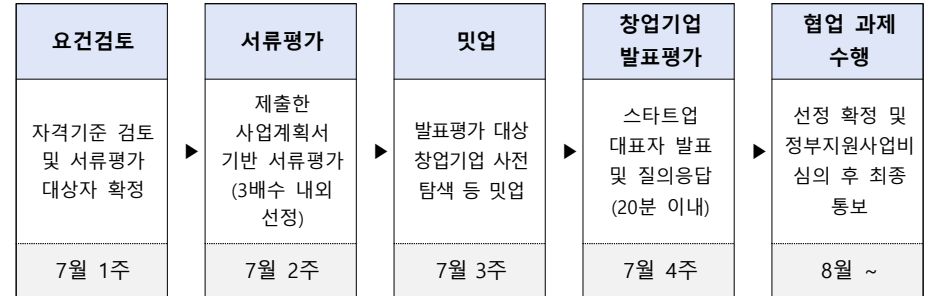 요건검토
자격기준 검토
및 서류평가
대상자 확정
7월 1주
▶
서류평가
제출한
사업계획서
기반 서류평가
(3배수 내외
선정)
7월 2주
▶
밋업
발표평가 대상
창업기업 사전
탐색 등 밋업
7월 3주
▶
창업기업
발표평가
스타트업
대표자 발표
및 질의응답
(20분 이내)
7월 4주
▶
협업 과제
수행
선정 확정 및
정부지원사업비
심의 후 최종
통보
8월 ~